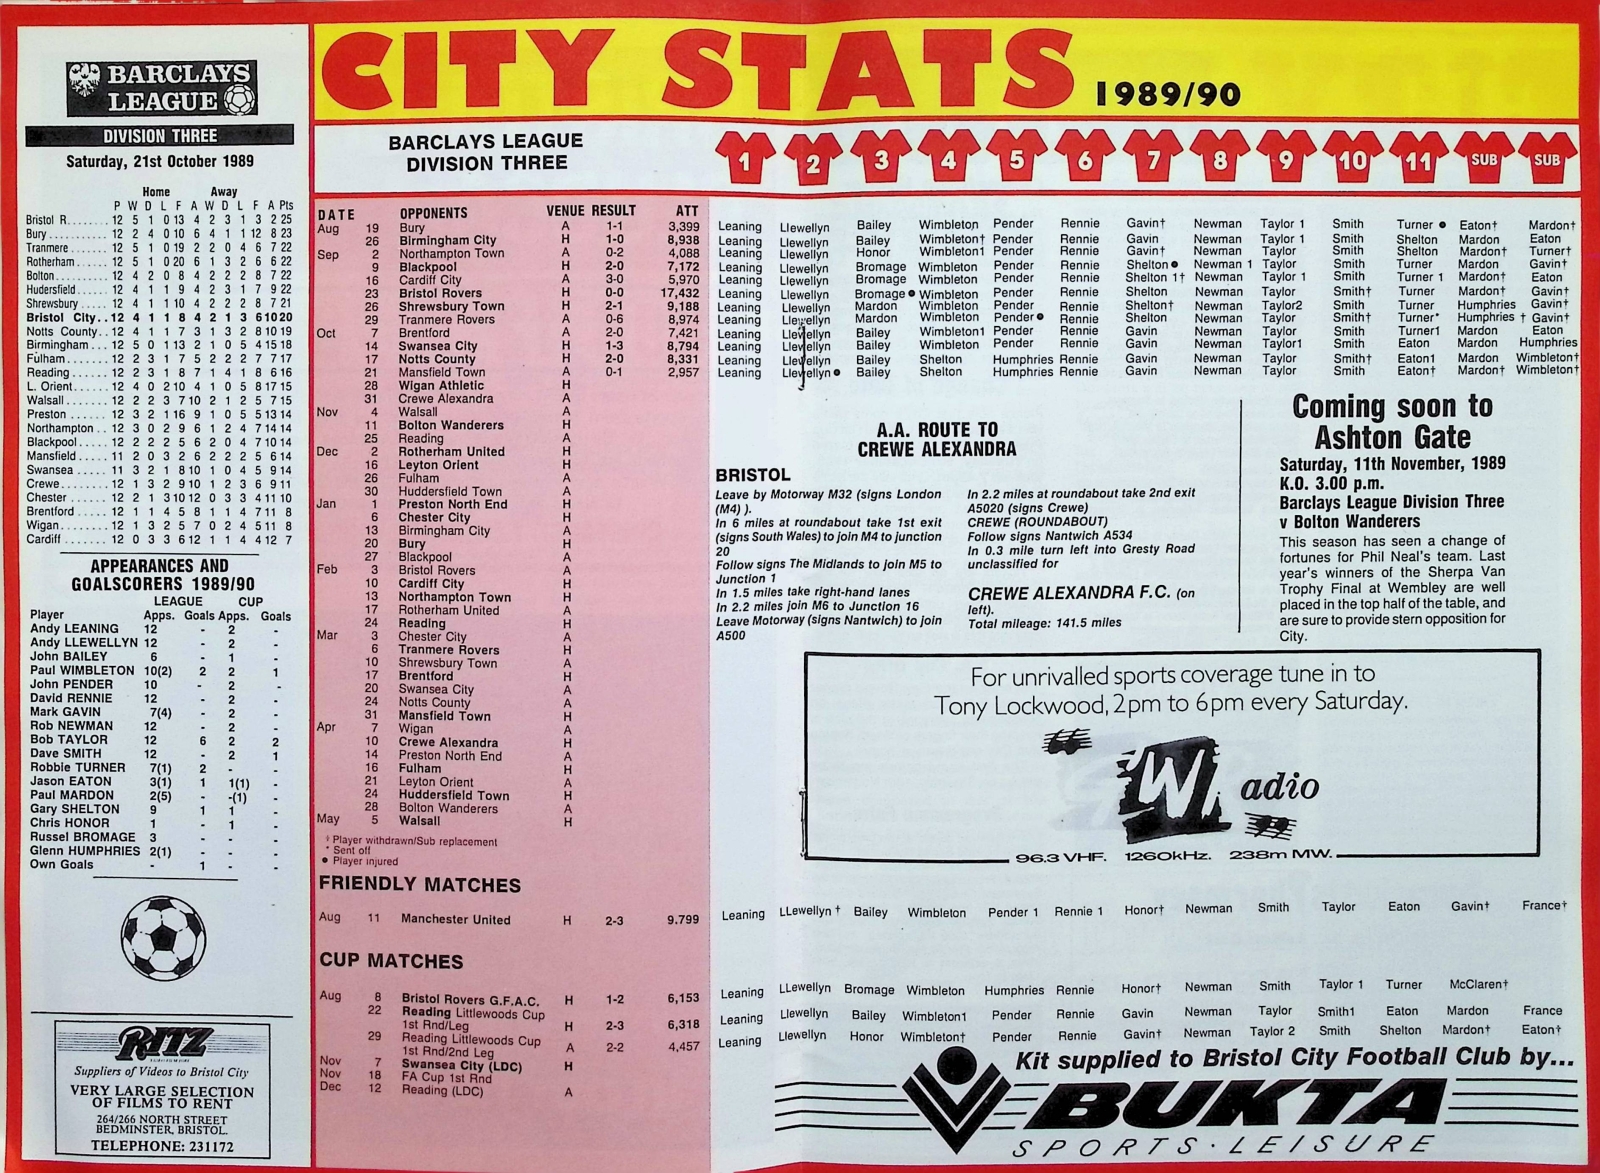 BARCLAYS
LEAGUE
DIVISION THREE
Saturday, 21st October 1989
Home Away
P W D L F A W D L F A Pts
Bristol R. 12 5 1 0 13 4 2 3 1 3 2 25
Bury 12 2 4 0 10 6 4 1 1 12 8 23
Tranmere 12 5 1 0 19 2 2 0 4 6 7 22
Rotherham 12 5 1 0 20 6 1 3 2 6 6 22
Bolton 12 4 2 0 8 4 2 2 2 8 7 22
Hudersfield 12 4 1 1 9 4 2 3 1 7 9 22
Shrewsbury 12 4 1 1 10 4 2 2 2 8 7 21
Bristol City 12 4 1 1 8 4 2 1 3 6 10 20
Notts County 12 4 1 1 7 3 1 3 2 8 10 19
Birmingham 12 5 0 1 13 2 1 0 5 4 15 18
Fulham 12 2 3 1 7 5 2 2 2 7 7 17
Reading 12 2 3 1 8 7 1 4 1 8 6 16
L. Orient 12 4 0 2 10 4 1 0 5 8 17 15
Walsall 12 2 2 3 7 10 2 1 2 5 7 15
Preston 12 3 2 1 16 9 1 0 5 5 13 14
Northampton 12 3 0 2 9 6 1 2 4 7 14 14
Blackpool 12 2 2 2 5 6 2 0 4 7 10 14
Mansfield 11 2 0 3 2 6 2 2 2 5 6 14
Swansea 11 3 2 1 8 10 1 0 4 5 9 14
Crewe 12 1 3 2 9 10 1 2 3 6 9 11
Chester 12 2 1 3 10 12 0 3 3 4 11 10
Brentford 12 1 1 4 5 8 1 1 4 7 11 8
Wigan 12 1 3 2 5 7 0 2 4 5 11 8
Cardiff 12 0 3 3 6 12 1 1 4 4 12 7
APPEARANCES AND
GOALSCORERS 1989/90
LEAGUE CUP
Player Apps. Goals Apps. Goals
Andy LEANING 12 - 2 -
Andy LLEWELLYN 12 - 2 -
John BAILEY 6 - 1 -
Paul WIMBLETON 10(2) 2 2 1
John PENDER 10 - 2 -
David RENNIE 12 - 2 -
Mark GAVIN 7(4) - 2 -
Rob NEWMAN 12 - 2 -
Bob TAYLOR 12 6 2 2
Dave SMITH 12 - 2 1
Robbie TURNER 7(1) 2 - -
Jason EATON 3(1) 1 1(1) -
Paul MARDON 2(5) - -(1) -
Gary SHELTON 9 1 1 -
Chris HONOR 1 - 1 -
Russel BROMAGE 3 - - -
Glenn HUMPHRIES 2(1) - - -
Own Goals - 1 - -
RITZ
Suppliers of Videos to Bristol City
VERY LARGE SELECTION
OF FILMS TO RENT
264/266 NORTH STREET
BEDMINSTER, BRISTOL.
TELEPHONE: 231172
CITY STATS 1989/90
BARCLAYS LEAGUE
DIVISION THREE
1 2 3 4 5 6 7 8 9 10 11 SUB SUB
DATE OPPONENTS VENUE RESULT ATT
Aug 19 Bury A 1-1 3,399 Leaning Llewellyn Bailey Wimbleton Pender Rennie Gavin† Newman Taylor 1 Smith Turner ● Eaton† Mardon†
26 Birmingham City H 1-0 8,938 Leaning Llewellyn Bailey Wimbleton† Pender Rennie Gavin Newman Taylor 1 Smith Shelton Mardon Eaton
Sep 2 Northampton Town A 0-2 4,088 Leaning Llewellyn Honor Wimbleton1 Pender Rennie Gavin† Newman Taylor Smith Shelton Mardon† Turner†
9 Blackpool H 2-0 7,172 Leaning Llewellyn Bromage Wimbleton Pender Rennie Shelton ● Newman 1 Taylor Smith Turner Mardon Gavin†
16 Cardiff City A 3-0 5,970 Leaning Llewellyn Bromage Wimbleton Pender Rennie Shelton 1† Newman Taylor 1 Smith Turner 1 Mardon† Eaton
23 Bristol Rovers H 0-0 17,432 Leaning Llewellyn Bromage ● Wimbleton Pender Rennie Shelton Newman Taylor Smith† Turner Mardon† Gavin†
26 Shrewsbury Town H 2-1 9,188 Leaning Llewellyn Mardon Wimbleton Pender Rennie Shelton† Newman Taylor2 Smith Turner Humphries Gavin†
29 Tranmere Rovers A 0-6 8,974 Leaning Llewellyn Mardon Wimbleton Pender ● Rennie Shelton Newman Taylor Smith† Turner* Humphries † Gavin†
Oct 7 Brentford A 2-0 7,421 Leaning Llewellyn Bailey Wimbleton1 Pender Rennie Gavin Newman Taylor Smith Turner1 Mardon Eaton
14 Swansea City H 1-3 8,794 Leaning Llewellyn Bailey Wimbleton Pender Rennie Gavin Newman Taylor1 Smith Turner Mardon Humphries
17 Notts County H 2-0 8,331 Leaning Llewellyn Bailey Shelton Humphries Rennie Gavin Newman Taylor Smith† Eaton1 Mardon Wimbleton†
21 Mansfield Town A 0-1 2,957 Leaning Llewellyn ● Bailey Shelton Humphries Rennie Gavin Newman Taylor Smith Eaton† Mardon† Wimbleton†
28 Wigan Athletic H
31 Crewe Alexandra A
Nov 4 Walsall A
11 Bolton Wanderers H
25 Reading A
Dec 2 Rotherham United H
16 Leyton Orient H
26 Fulham A
30 Huddersfield Town A
Jan 1 Preston North End H
6 Chester City H
13 Birmingham City A
20 Bury H
27 Blackpool A
Feb 3 Bristol Rovers A
10 Cardiff City H
13 Northampton Town H
17 Rotherham United A
24 Reading H
Mar 3 Chester City A
6 Tranmere Rovers H
10 Shrewsbury Town A
17 Brentford H
20 Swansea City A
24 Notts County A
31 Mansfield Town H
Apr 7 Wigan A
10 Crewe Alexandra H
14 Preston North End A
16 Fulham H
21 Leyton Orient A
24 Huddersfield Town H
28 Bolton Wanderers A
May 5 Walsall H
† Player withdrawn/Sub replacement
* Sent off
● Player injured
FRIENDLY MATCHES
Aug 11 Manchester United H 2-3 9.799 Leaning LLewellyn † Bailey Wimbleton Pender 1 Rennie 1 Honor† Newman Smith Taylor Eaton Gavin† France†
CUP MATCHES
Aug 8 Bristol Rovers G.F.A.C. H 1-2 6,153 Leaning LLewellyn Bromage Wimbleton Humphries Rennie Honor† Newman Smith Taylor 1 Turner McClaren†
22 Reading Littlewoods Cup
1st Rnd/Leg H 2-3 6,318 Leaning Llewellyn Bailey Wimbleton1 Pender Rennie Gavin Newman Taylor Smith1 Eaton Mardon France
29 Reading Littlewoods Cup
1st Rnd/2nd Leg A 2-2 4,457 Leaning Llewellyn Honor Wimbleton† Pender Rennie Gavin† Newman Taylor 2 Smith Shelton Mardon† Eaton†
Nov 7 Swansea City (LDC) H
Nov 18 FA Cup 1st Rnd
Dec 12 Reading (LDC) A
A.A. ROUTE TO
CREWE ALEXANDRA
BRISTOL
Leave by Motorway M32 (signs London
(M4) ).
In 6 miles at roundabout take 1st exit
(signs South Wales) to join M4 to junction
20
Follow signs The Midlands to join M5 to
Junction 1
In 1.5 miles take right-hand lanes
In 2.2 miles join M6 to Junction 16
Leave Motorway (signs Nantwich) to join
A500
In 2.2 miles at roundabout take 2nd exit
A5020 (signs Crewe)
CREWE (ROUNDABOUT)
Follow signs Nantwich A534
In 0.3 mile turn left into Gresty Road
unclassified for
CREWE ALEXANDRA F.C. (on
left).
Total mileage: 141.5 miles
Coming soon to
Ashton Gate
Saturday, 11th November, 1989
K.O. 3.00 p.m.
Barclays League Division Three
v Bolton Wanderers
This season has seen a change of
fortunes for Phil Neal's team. Last
year's winners of the Sherpa Van
Trophy Final at Wembley are well
placed in the top half of the table, and
are sure to provide stern opposition for
City.
For unrivalled sports coverage tune in to
Tony Lockwood, 2pm to 6pm every Saturday.
W adio
96.3 VHF. 1260kHz. 238m MW.
Kit supplied to Bristol City Football Club by...
BUKTA
SPORTS·LEISURE